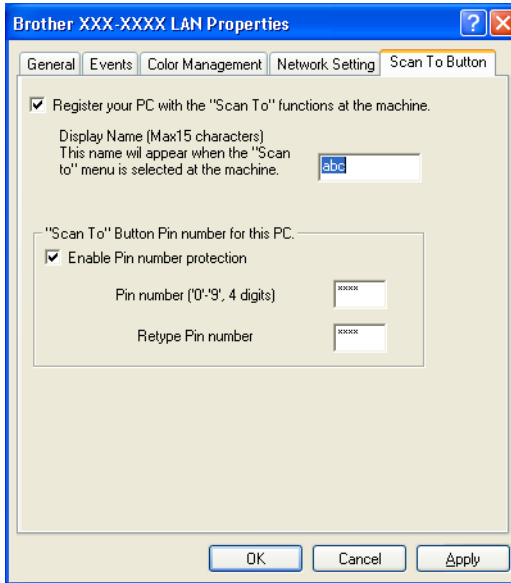 Brother XXX-XXXX LAN Properties
General Events Color Management Network Setting Scan To Button
Register your PC with the "Scan To" functions at the machine.
Display Name (Max15 characters)
This name wil appear when the "Scan
to" menu is selected at the machine.
abc
"Scan To" Button Pin number for this PC.
Enable Pin number protection
Pin number ('0'-'9', 4 digits)
xxxx
Retype Pin number
xxxx
OK Cancel Apply